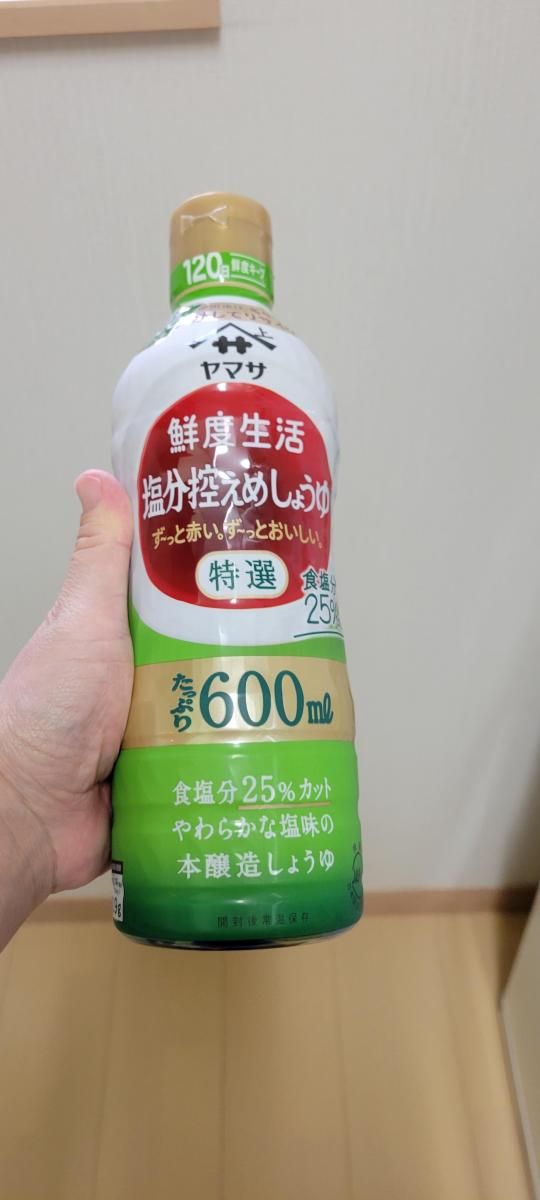 120日鮮度キープ
上
ヤマサ
鮮度生活
塩分控えめしょうゆ
ず〜っと赤い。ず〜っとおいしい。
特選
食塩分
25%
たっぷり600ml
食塩分25%カット
やわらかな塩味の
本醸造しょうゆ
開封後常温保存